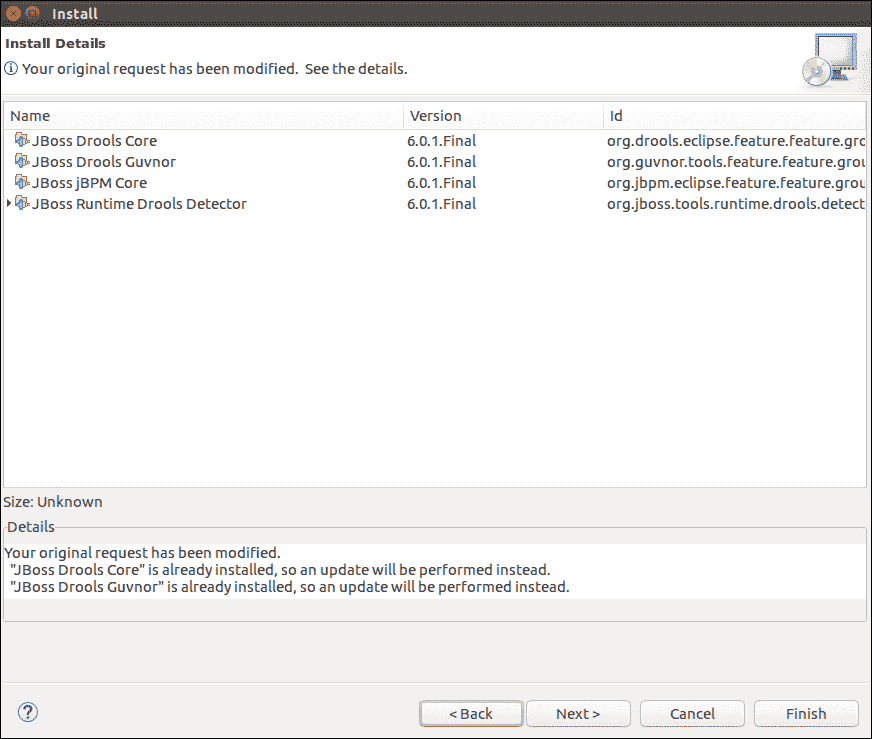 Install
Install Details
Your original request has been modified.  See the details.
Name Version Id
JBoss Drools Core 6.0.1.Final org.drools.eclipse.feature.feature.gro
JBoss Drools Guvnor 6.0.1.Final org.guvnor.tools.feature.feature.grou
JBoss jBPM Core 6.0.1.Final org.jbpm.eclipse.feature.feature.grou
JBoss Runtime Drools Detector 6.0.1.Final org.jboss.tools.runtime.drools.detect
Size: Unknown
Details
Your original request has been modified.
"JBoss Drools Core" is already installed, so an update will be performed instead.
"JBoss Drools Guvnor" is already installed, so an update will be performed instead.
? < Back Next > Cancel Finish